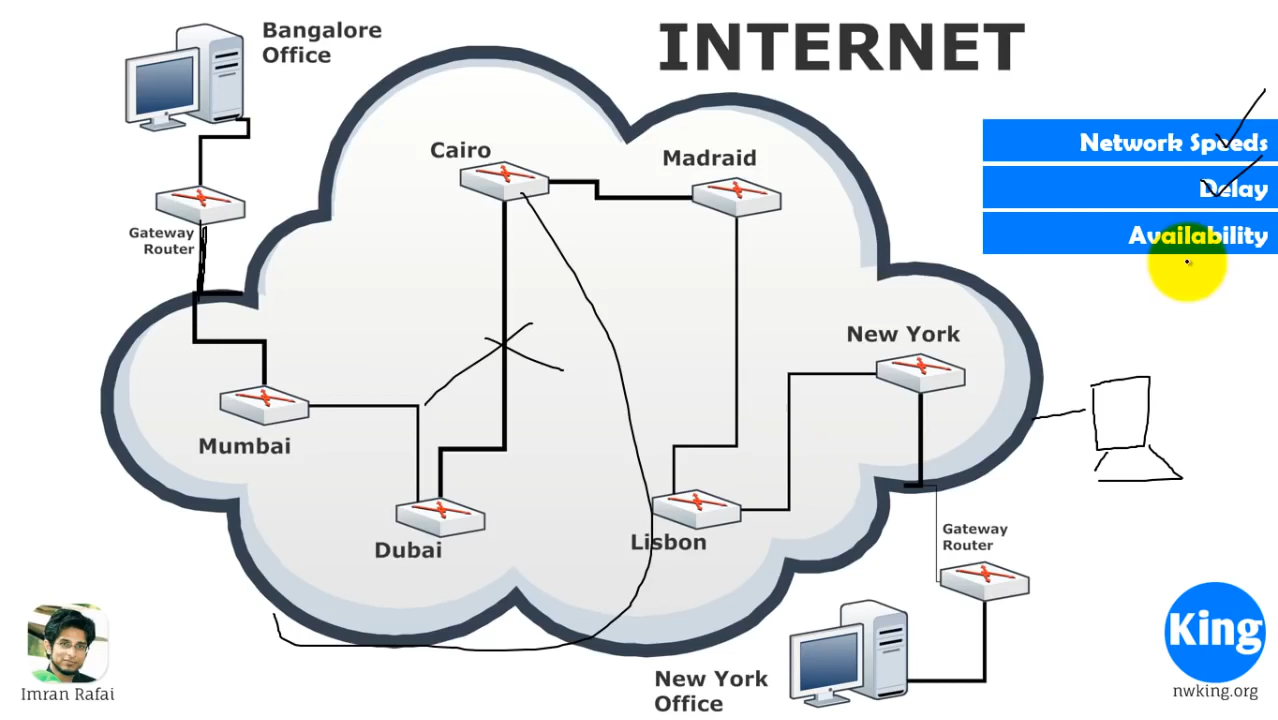 Bangalore
Office
INTERNET
Network Speeds
Delay
Availability
Cairo
Madraid
Gateway
Router
New York
Mumbai
Dubai
Lisbon
Gateway
Router
New York
Office
Imran Rafai
King
nwking.org